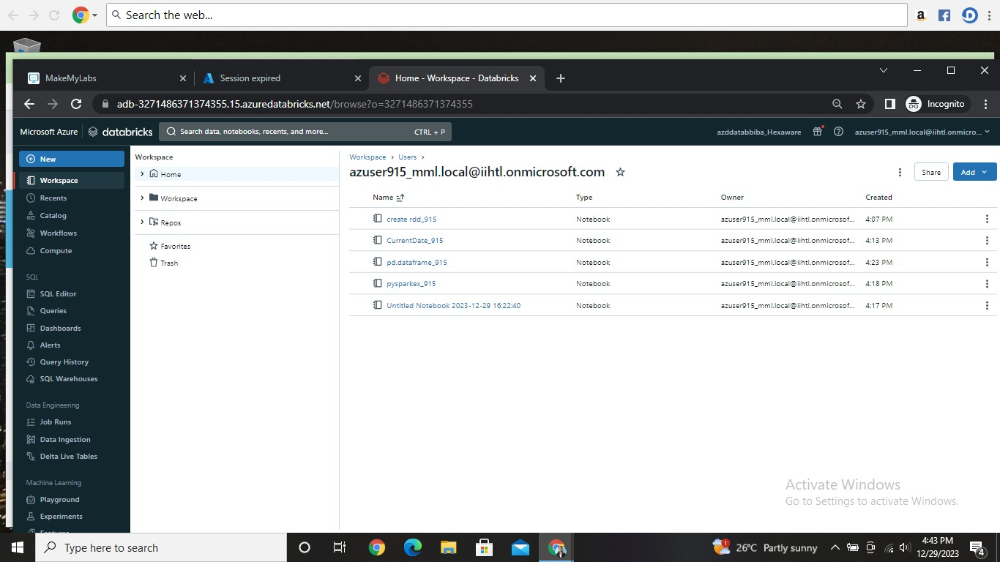 Search the web...
MakeMyLabs
Session expired
Home - Workspace - Databricks
adb-3271486371374355.15.azuredatabricks.net/browse?o=3271486371374355
Incognito
Microsoft Azure
databricks
Search data, notebooks, recents, and more...
CTRL + P
azddatabbiba_Hexaware
azuser915_mml.local@iihtl.onmicro...
New
Workspace
Recents
Catalog
Workflows
Compute
SQL
SQL Editor
Queries
Dashboards
Alerts
Query History
SQL Warehouses
Data Engineering
Job Runs
Data Ingestion
Delta Live Tables
Machine Learning
Playground
Experiments
Features
Workspace
Home
Workspace
Repos
Favorites
Trash
Workspace > Users >
azuser915_mml.local@iihtl.onmicrosoft.com
Share
Add
Name Type Owner Created
create rdd_915 Notebook azuser915_mml.local@iihtl.onmicrosof... 4:07 PM
CurrentDate_915 Notebook azuser915_mml.local@iihtl.onmicrosof... 4:13 PM
pd.dataframe_915 Notebook azuser915_mml.local@iihtl.onmicrosof... 4:23 PM
pysparkex_915 Notebook azuser915_mml.local@iihtl.onmicrosof... 4:18 PM
Untitled Notebook 2023-12-29 16:22:40 Notebook azuser915_mml.local@iihtl.onmicrosof... 4:17 PM
Activate Windows
Go to Settings to activate Windows.
Type here to search
1
26°C Partly sunny
4:43 PM
12/29/2023
4